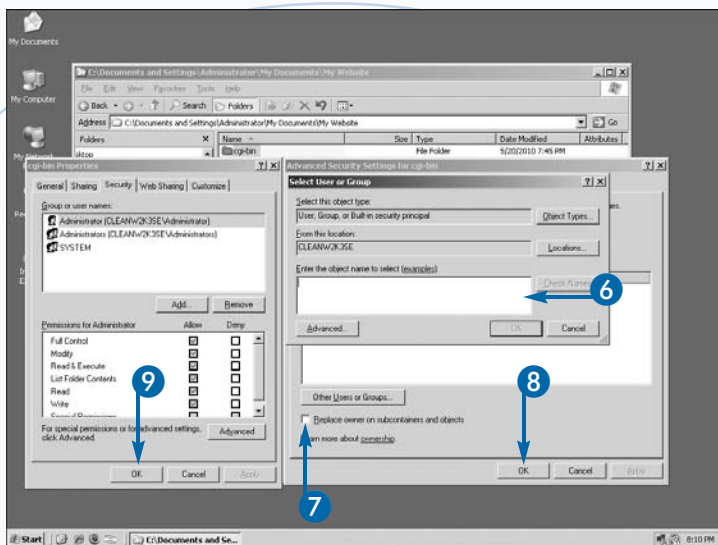 My Documents
C:\Documents and Settings\Administrator\My Documents\My Website
File Edit View Favorites Tools Help
Back Search Folders
Address C:\Documents and Settings\Administrator\My Documents\My Website Go
My Computer
Folders X Name Size Type Date Modified Attributes
sktop cgi-bin File Folder 5/20/2010 7:45 PM
My Network
cgi-bin Properties
General Sharing Security Web Sharing Customize
Group or user names:
Administrator (CLEANW2K3SE\Administrator)
Administrators (CLEANW2K3SE\Administrators)
SYSTEM
Add... Remove
Permissions for Administrator Allow Deny
Full Control
Modify
Read & Execute
List Folder Contents
Read
Write
Special Permissions
For special permissions or for advanced settings,
click Advanced.
Advanced
OK Cancel Apply
9
Advanced Security Settings for cgi-bin
Select User or Group
Select this object type:
User, Group, or Built-in security principal
Object Types...
From this location:
CLEANW2K3SE
Locations...
Enter the object name to select (examples):
Check Names
6
Advanced...
OK Cancel
Other Users or Groups...
8
Replace owner on subcontainers and objects
Learn more about ownership.
7
OK Cancel Apply
Start
C:\Documents and Se...
8:10 PM